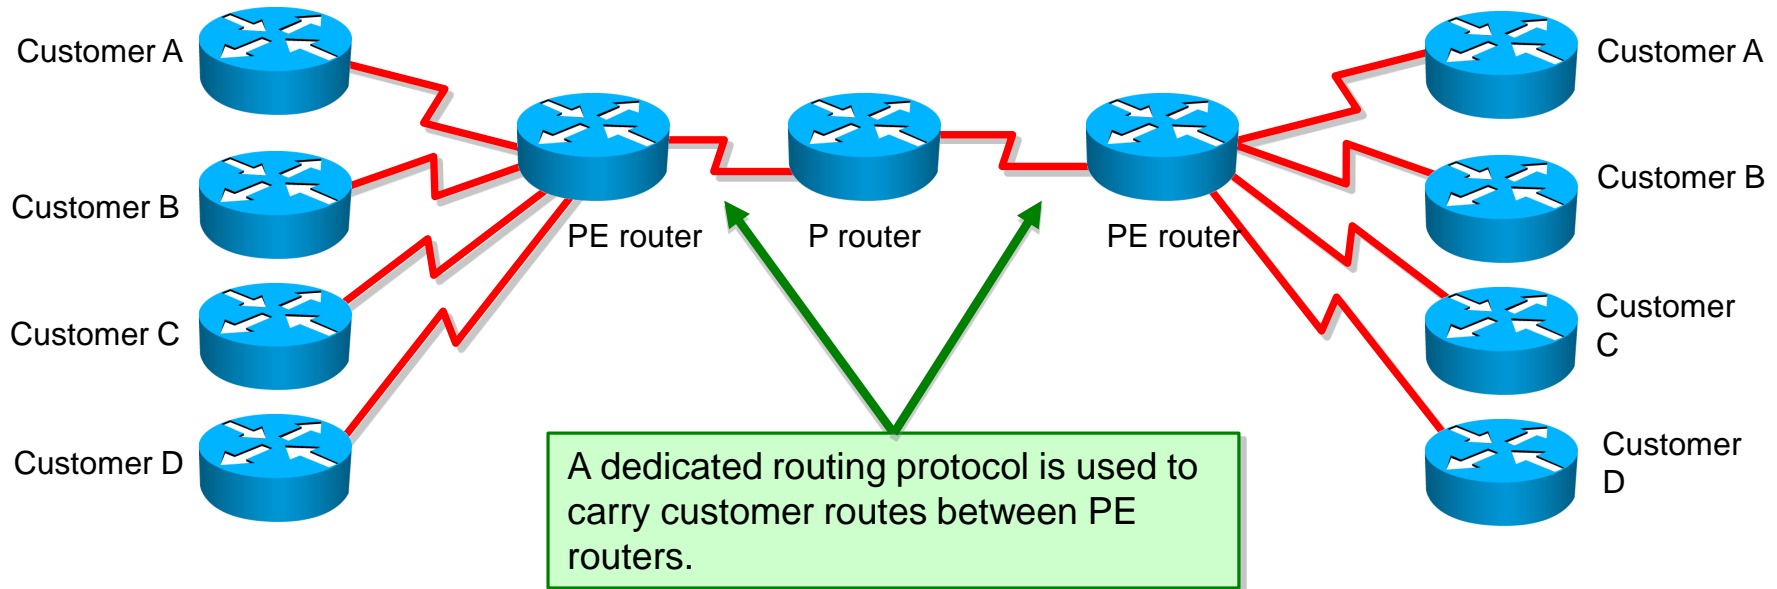 Customer A
Customer B
Customer C
Customer D
PE router
P router
PE router
Customer A
Customer B
Customer
C
Customer
D
A dedicated routing protocol is used to
carry customer routes between PE
routers.